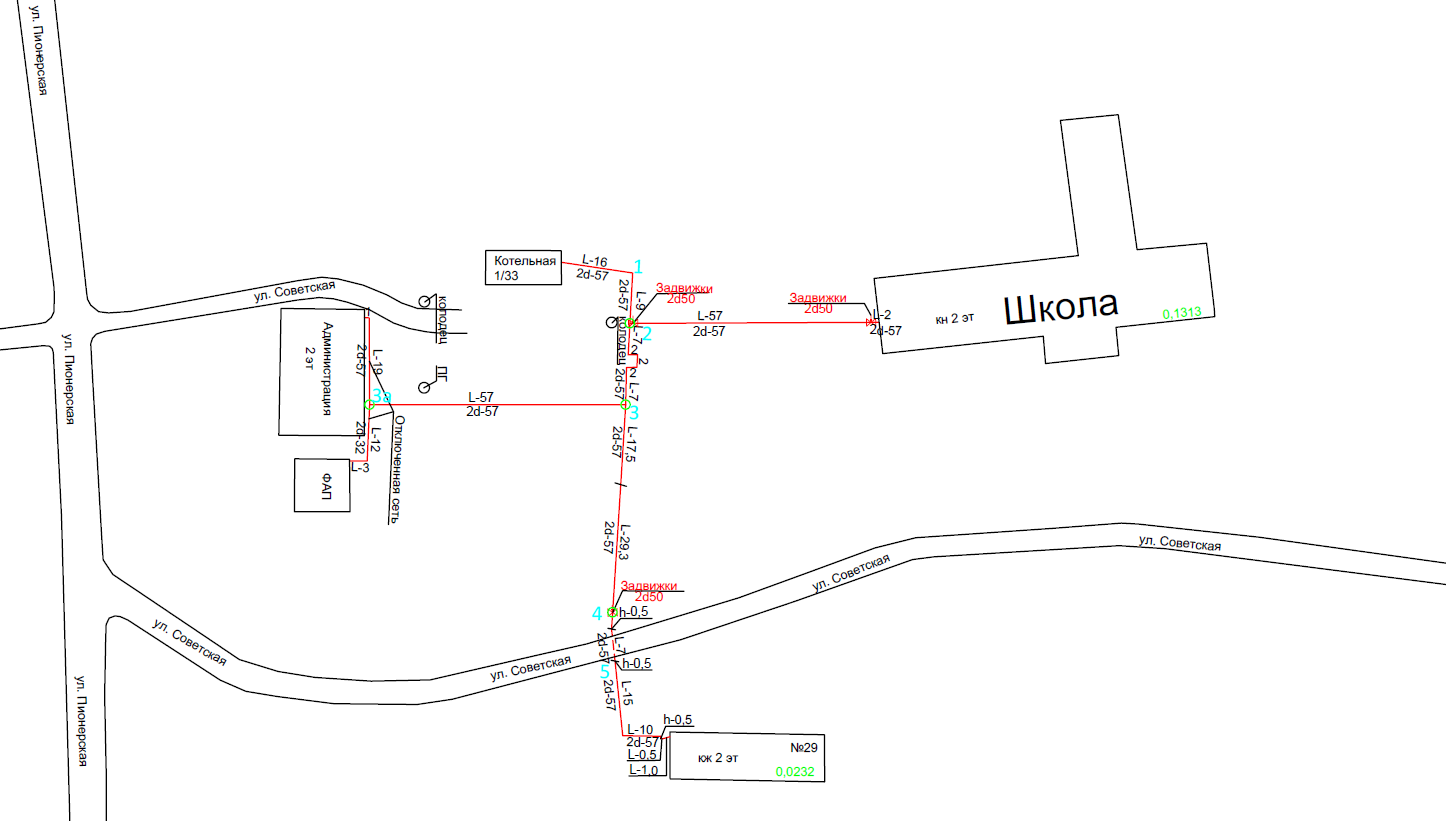 ул. Пионерская
Котельная
1/33
L-16
2d-57
1
2d-57
L-9
Задвижки
2d50
Задвижки
2d50
L-57
2d-57
L-2
2d-57
кн 2 эт
Школа
0,1313
ул. Советская
колодец
колодец
2
L-7
2
2
2
2d-57
L-7
3
ПГ
Администрация
2 эт
2d-57
L-19
3а
L-57
2d-57
2d-32
L-12
L-3
ФАП
Отключенная сеть
ул. Пионерская
2d-57
L-17,5
2d-57
L-29,3
Задвижки
2d50
4
h-0,5
2d-57
L-7
h-0,5
5
2d-57
L-15
ул. Советская
ул. Советская
ул. Советская
ул. Советская
ул. Пионерская
h-0,5
L-10
2d-57
L-0,5
L-1,0
№29
кж 2 эт
0,0232